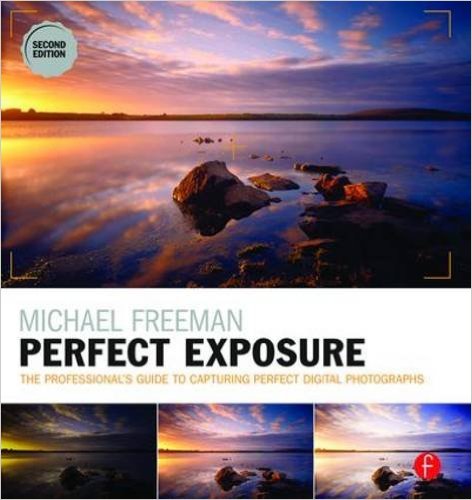 SECOND
EDITION
MICHAEL FREEMAN
PERFECT EXPOSURE
THE PROFESSIONAL'S GUIDE TO CAPTURING PERFECT DIGITAL PHOTOGRAPHS
f